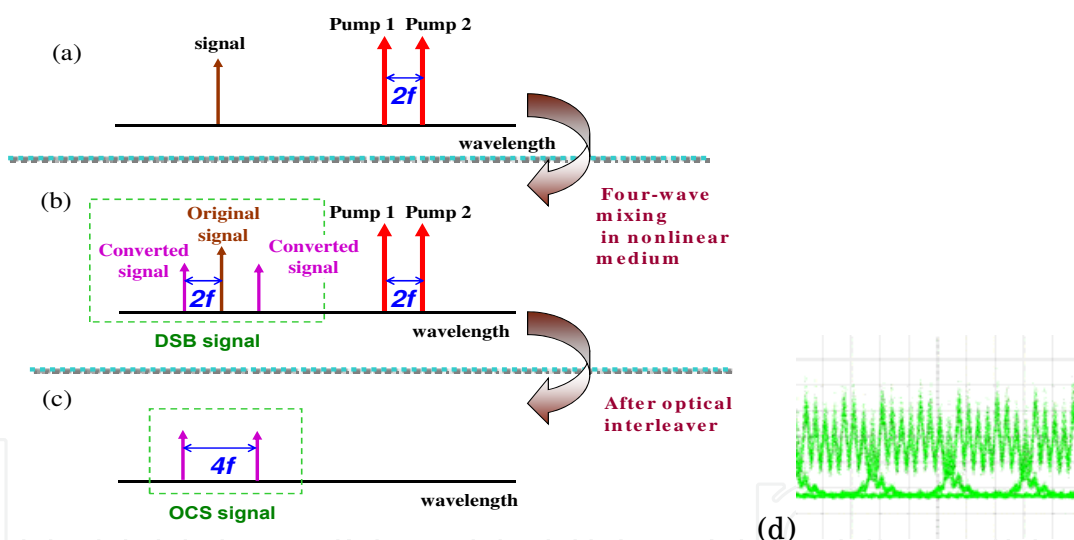 (a)
signal
Pump 1 Pump 2
2f
wavelength
Four-wave
mixing
in nonlinear
medium
(b)
Original
signal
Converted
signal
Converted
signal
Pump 1 Pump 2
2f
2f
wavelength
DSB signal
(c)
After optical
interleaver
4f
wavelength
OCS signal
(d)